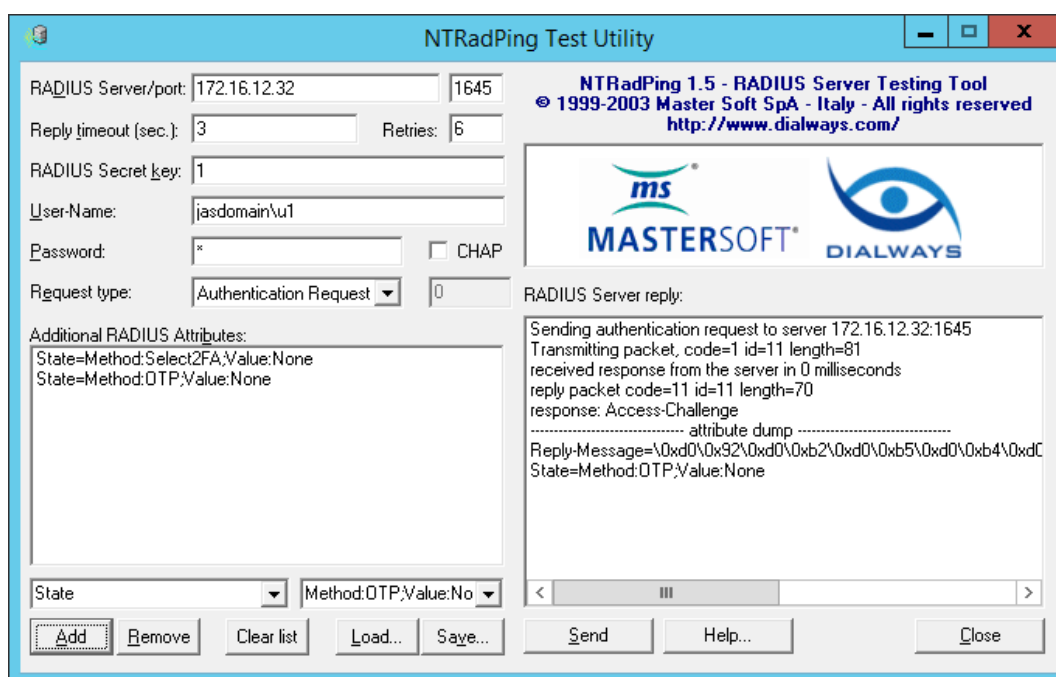 NTRadPing Test Utility
RADIUS Server/port: 172.16.12.32 1645
Reply timeout (sec.): 3 Retries: 6
RADIUS Secret key: 1
User-Name: jasdomain\u1
Password: * CHAP
Request type: Authentication Request 0
Additional RADIUS Attributes:
State=Method:Select2FA;Value:None
State=Method:OTP;Value:None
State Method:OTP;Value:No
Add Remove Clear list Load... Save...
NTRadPing 1.5 - RADIUS Server Testing Tool
© 1999-2003 Master Soft SpA - Italy - All rights reserved
http://www.dialways.com/
ms
MASTERSOFT
DIALWAYS
RADIUS Server reply:
Sending authentication request to server 172.16.12.32:1645
Transmitting packet, code=1 id=11 length=81
received response from the server in 0 milliseconds
reply packet code=11 id=11 length=70
response: Access-Challenge
-------------------------------- attribute dump --------------------------------
Reply-Message=\0xd0\0x92\0xd0\0xb2\0xd0\0xb5\0xd0\0xb4\0xd0
State=Method:OTP;Value:None
Send Help... Close